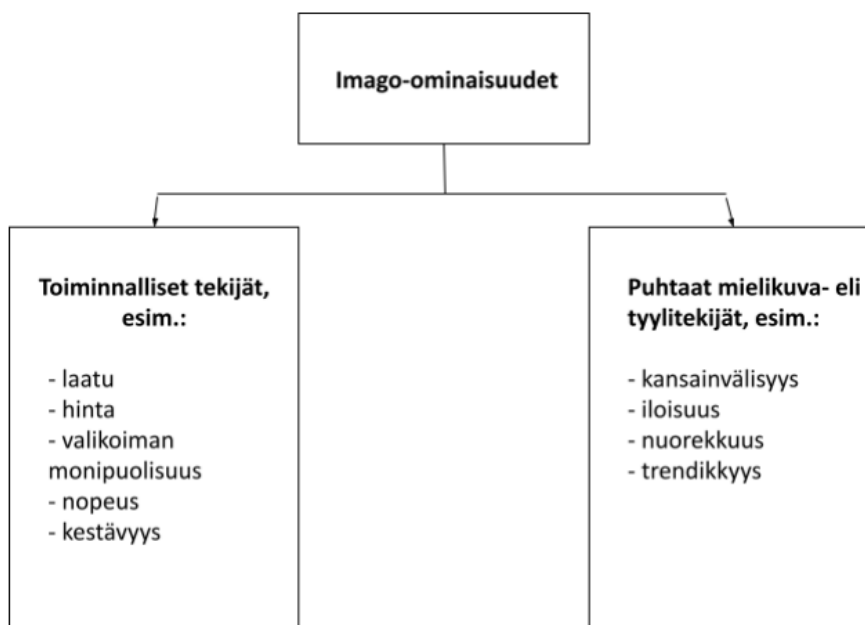 Imago-ominaisuudet
Toiminnalliset tekijät,
esim.:
- laatu
- hinta
- valikoiman
monipuolisuus
- nopeus
- kestävyys
Puhtaat mielikuva- eli
tyylitekijät, esim.:
- kansainvälisyys
- iloisuus
- nuorekkuus
- trendikkyys